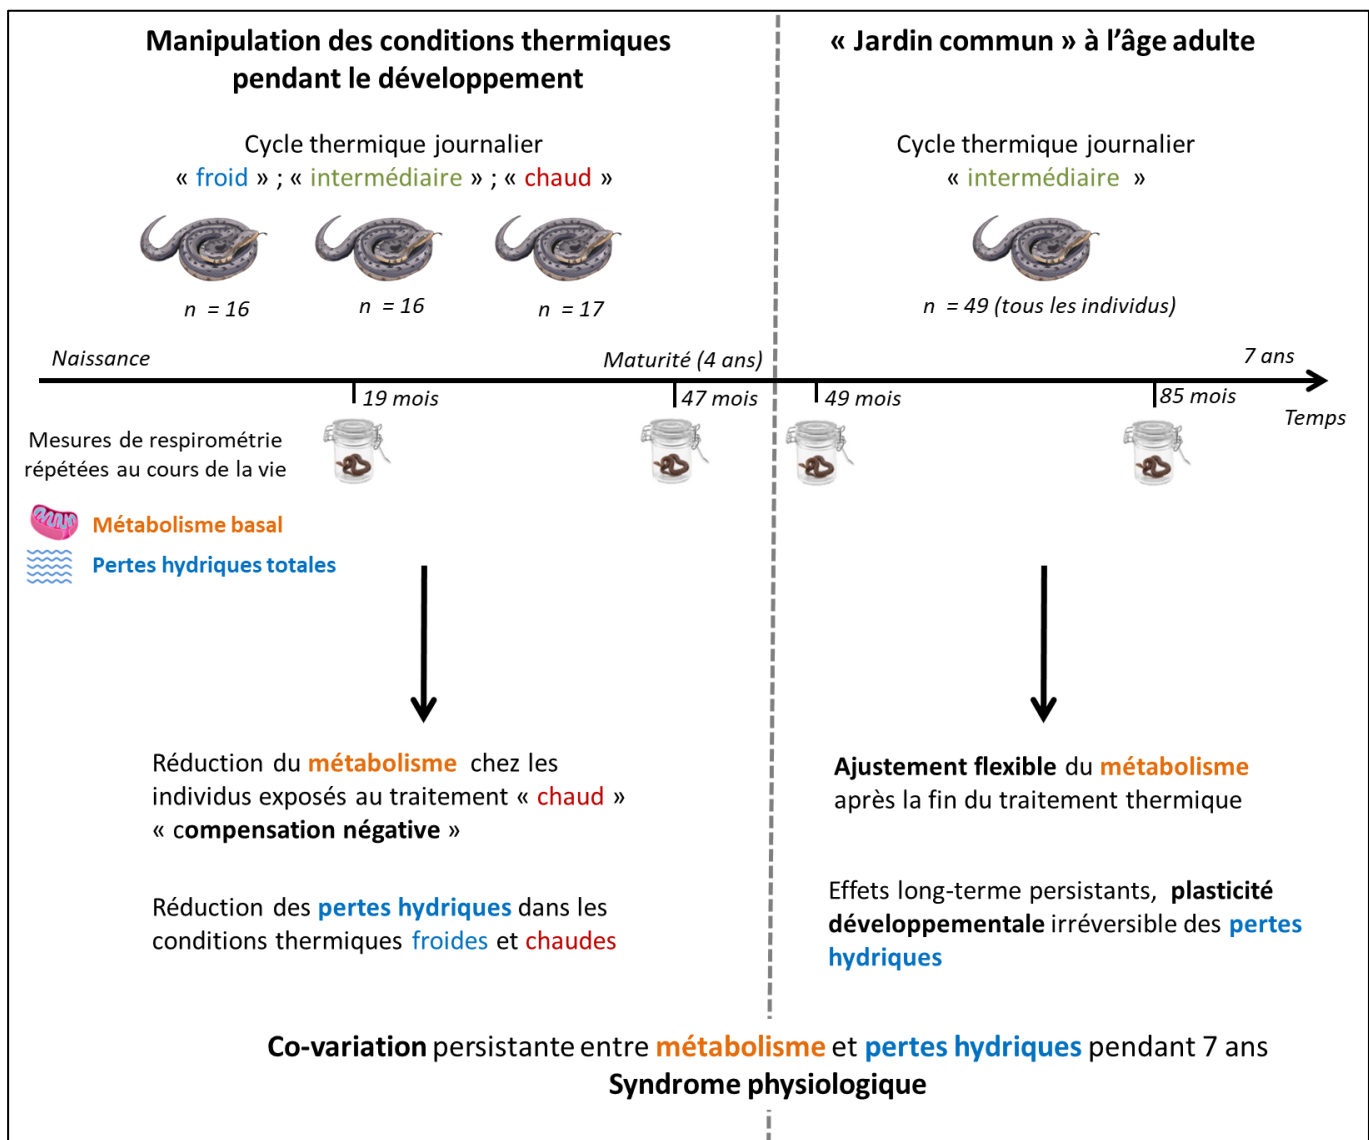 Manipulation des conditions thermiques
pendant le développement
« Jardin commun » à l’âge adulte
Cycle thermique journalier
« froid » ; « intermédiaire » ; « chaud »
Cycle thermique journalier
« intermédiaire »
n = 16
n = 16
n = 17
n = 49 (tous les individus)
Naissance
Maturité (4 ans)
7 ans
19 mois
47 mois
49 mois
85 mois
Temps
Mesures de respirométrie
répétées au cours de la vie
Métabolisme basal
Pertes hydriques totales
Réduction du métabolisme chez les
individus exposés au traitement « chaud »
« compensation négative »
Réduction des pertes hydriques dans les
conditions thermiques froides et chaudes
Ajustement flexible du métabolisme
après la fin du traitement thermique
Effets long-terme persistants, plasticité
développementale irréversible des pertes
hydriques
Co-variation persistante entre métabolisme et pertes hydriques pendant 7 ans
Syndrome physiologique